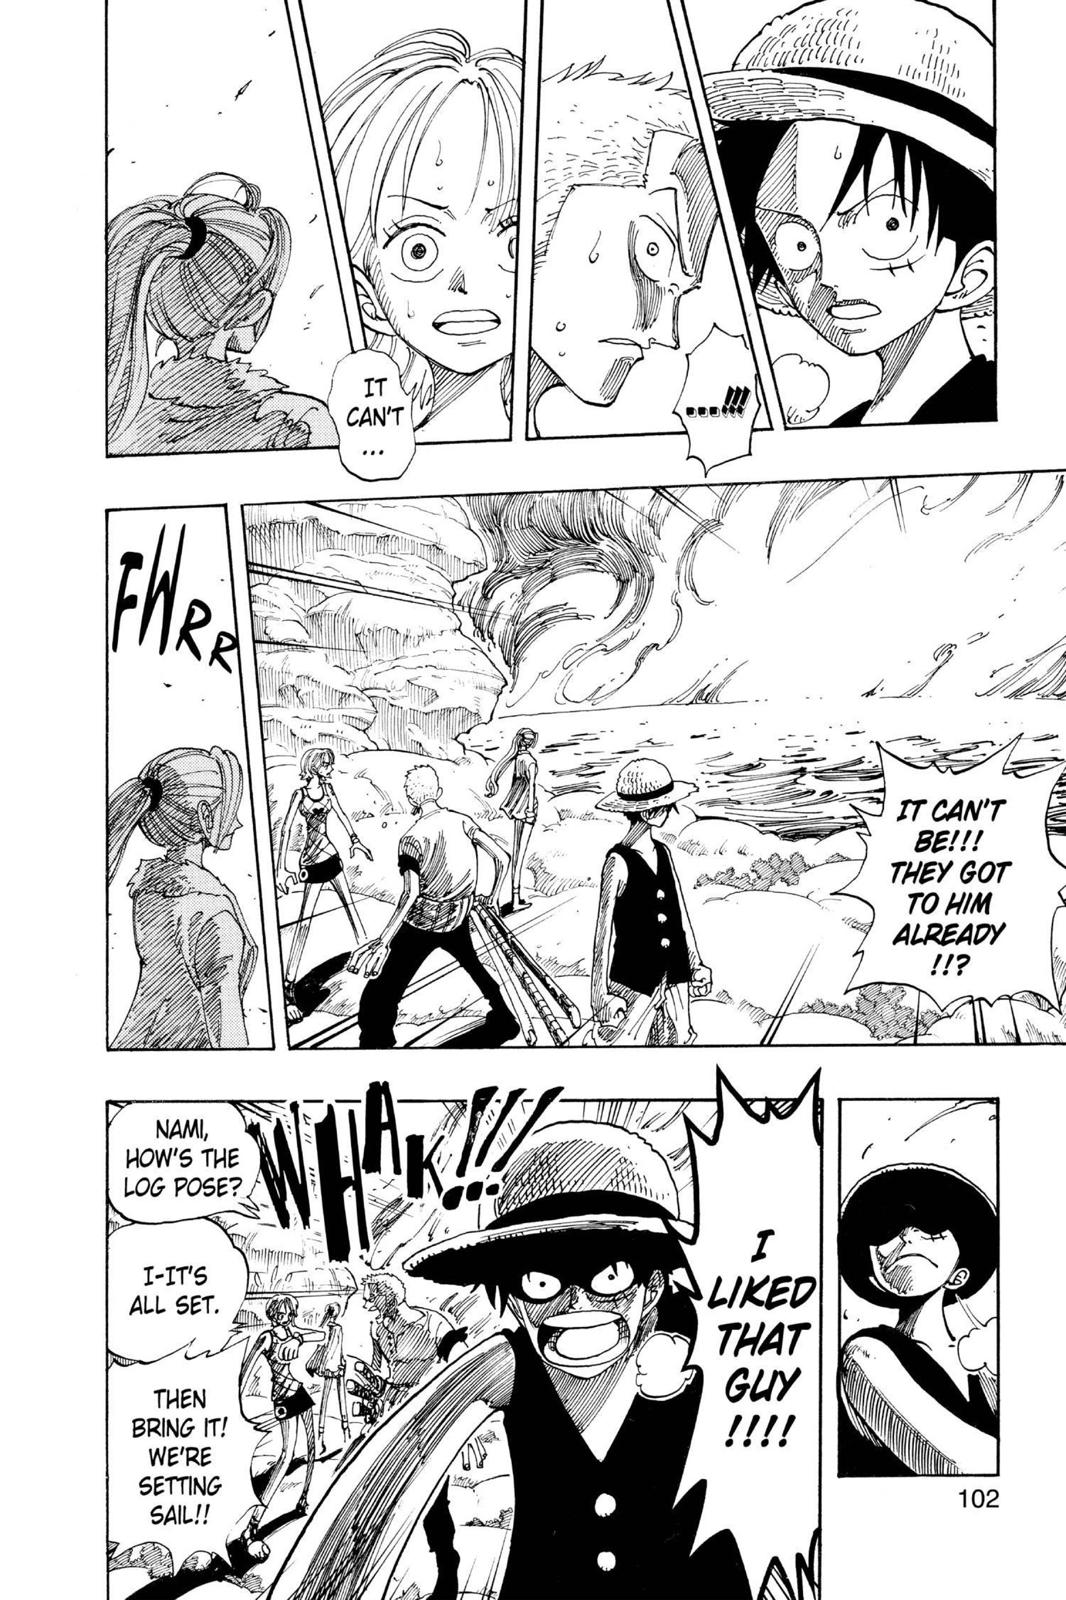 ......!!!
IT
CAN'T
...
IT CAN'T
BE!!!
THEY GOT
TO HIM
ALREADY
!!?
FWRR
I
LIKED
THAT
GUY
!!!!
WHAK!!!
NAMI,
HOW'S THE
LOG POSE?
I-IT'S
ALL SET.
THEN
BRING IT!
WE'RE
SETTING
SAIL!!
102